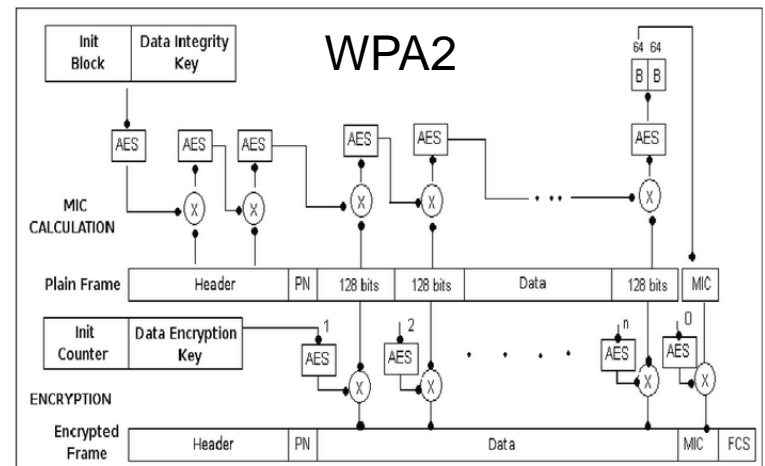 WPA2
Init
Block
Data Integrity
Key
64 64
B B
AES
AES
AES
AES
AES
AES
X
X
X
X
X
MIC
CALCULATION
Plain Frame
Header
PN
128 bits
128 bits
Data
128 bits
MIC
Init
Counter
Data Encryption
Key
1
2
n
0
AES
AES
AES
AES
X
X
X
X
ENCRYPTION
Encrypted
Frame
Header
PN
Data
MIC
FCS